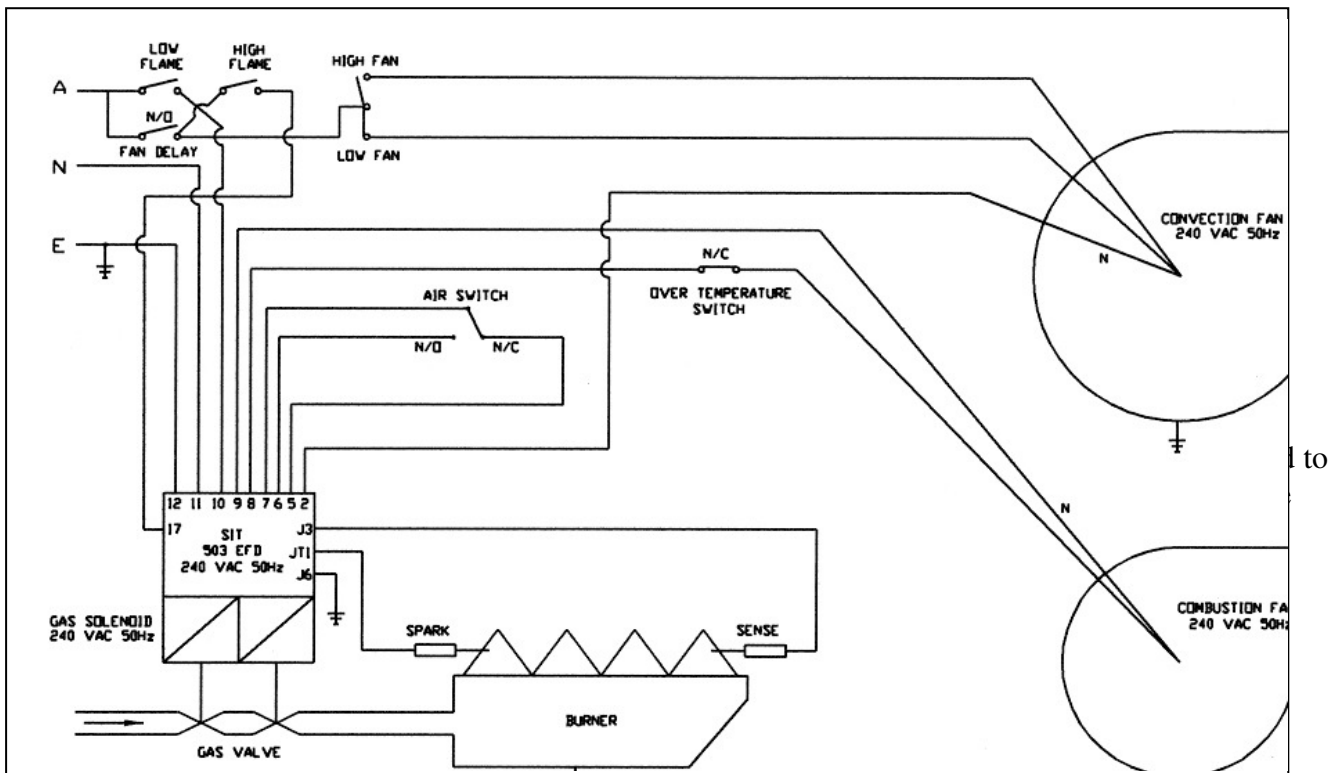 LOW
FLAME
HIGH
FLAME
HIGH FAN
A
N/O
FAN DELAY
LOW FAN
N
E
CONVECTION FAN
240 VAC 50Hz
N
N/C
OVER TEMPERATURE
SWITCH
AIR SWITCH
N/O
N/C
12 11 10 9 8 7 6 5 2
17
SIT
503 EFD
240 VAC 50Hz
J3
JT1
J6
N
to
GAS SOLENOID
240 VAC 50Hz
SPARK
SENSE
COMBUSTION FA
240 VAC 50Hz
BURNER
GAS VALVE